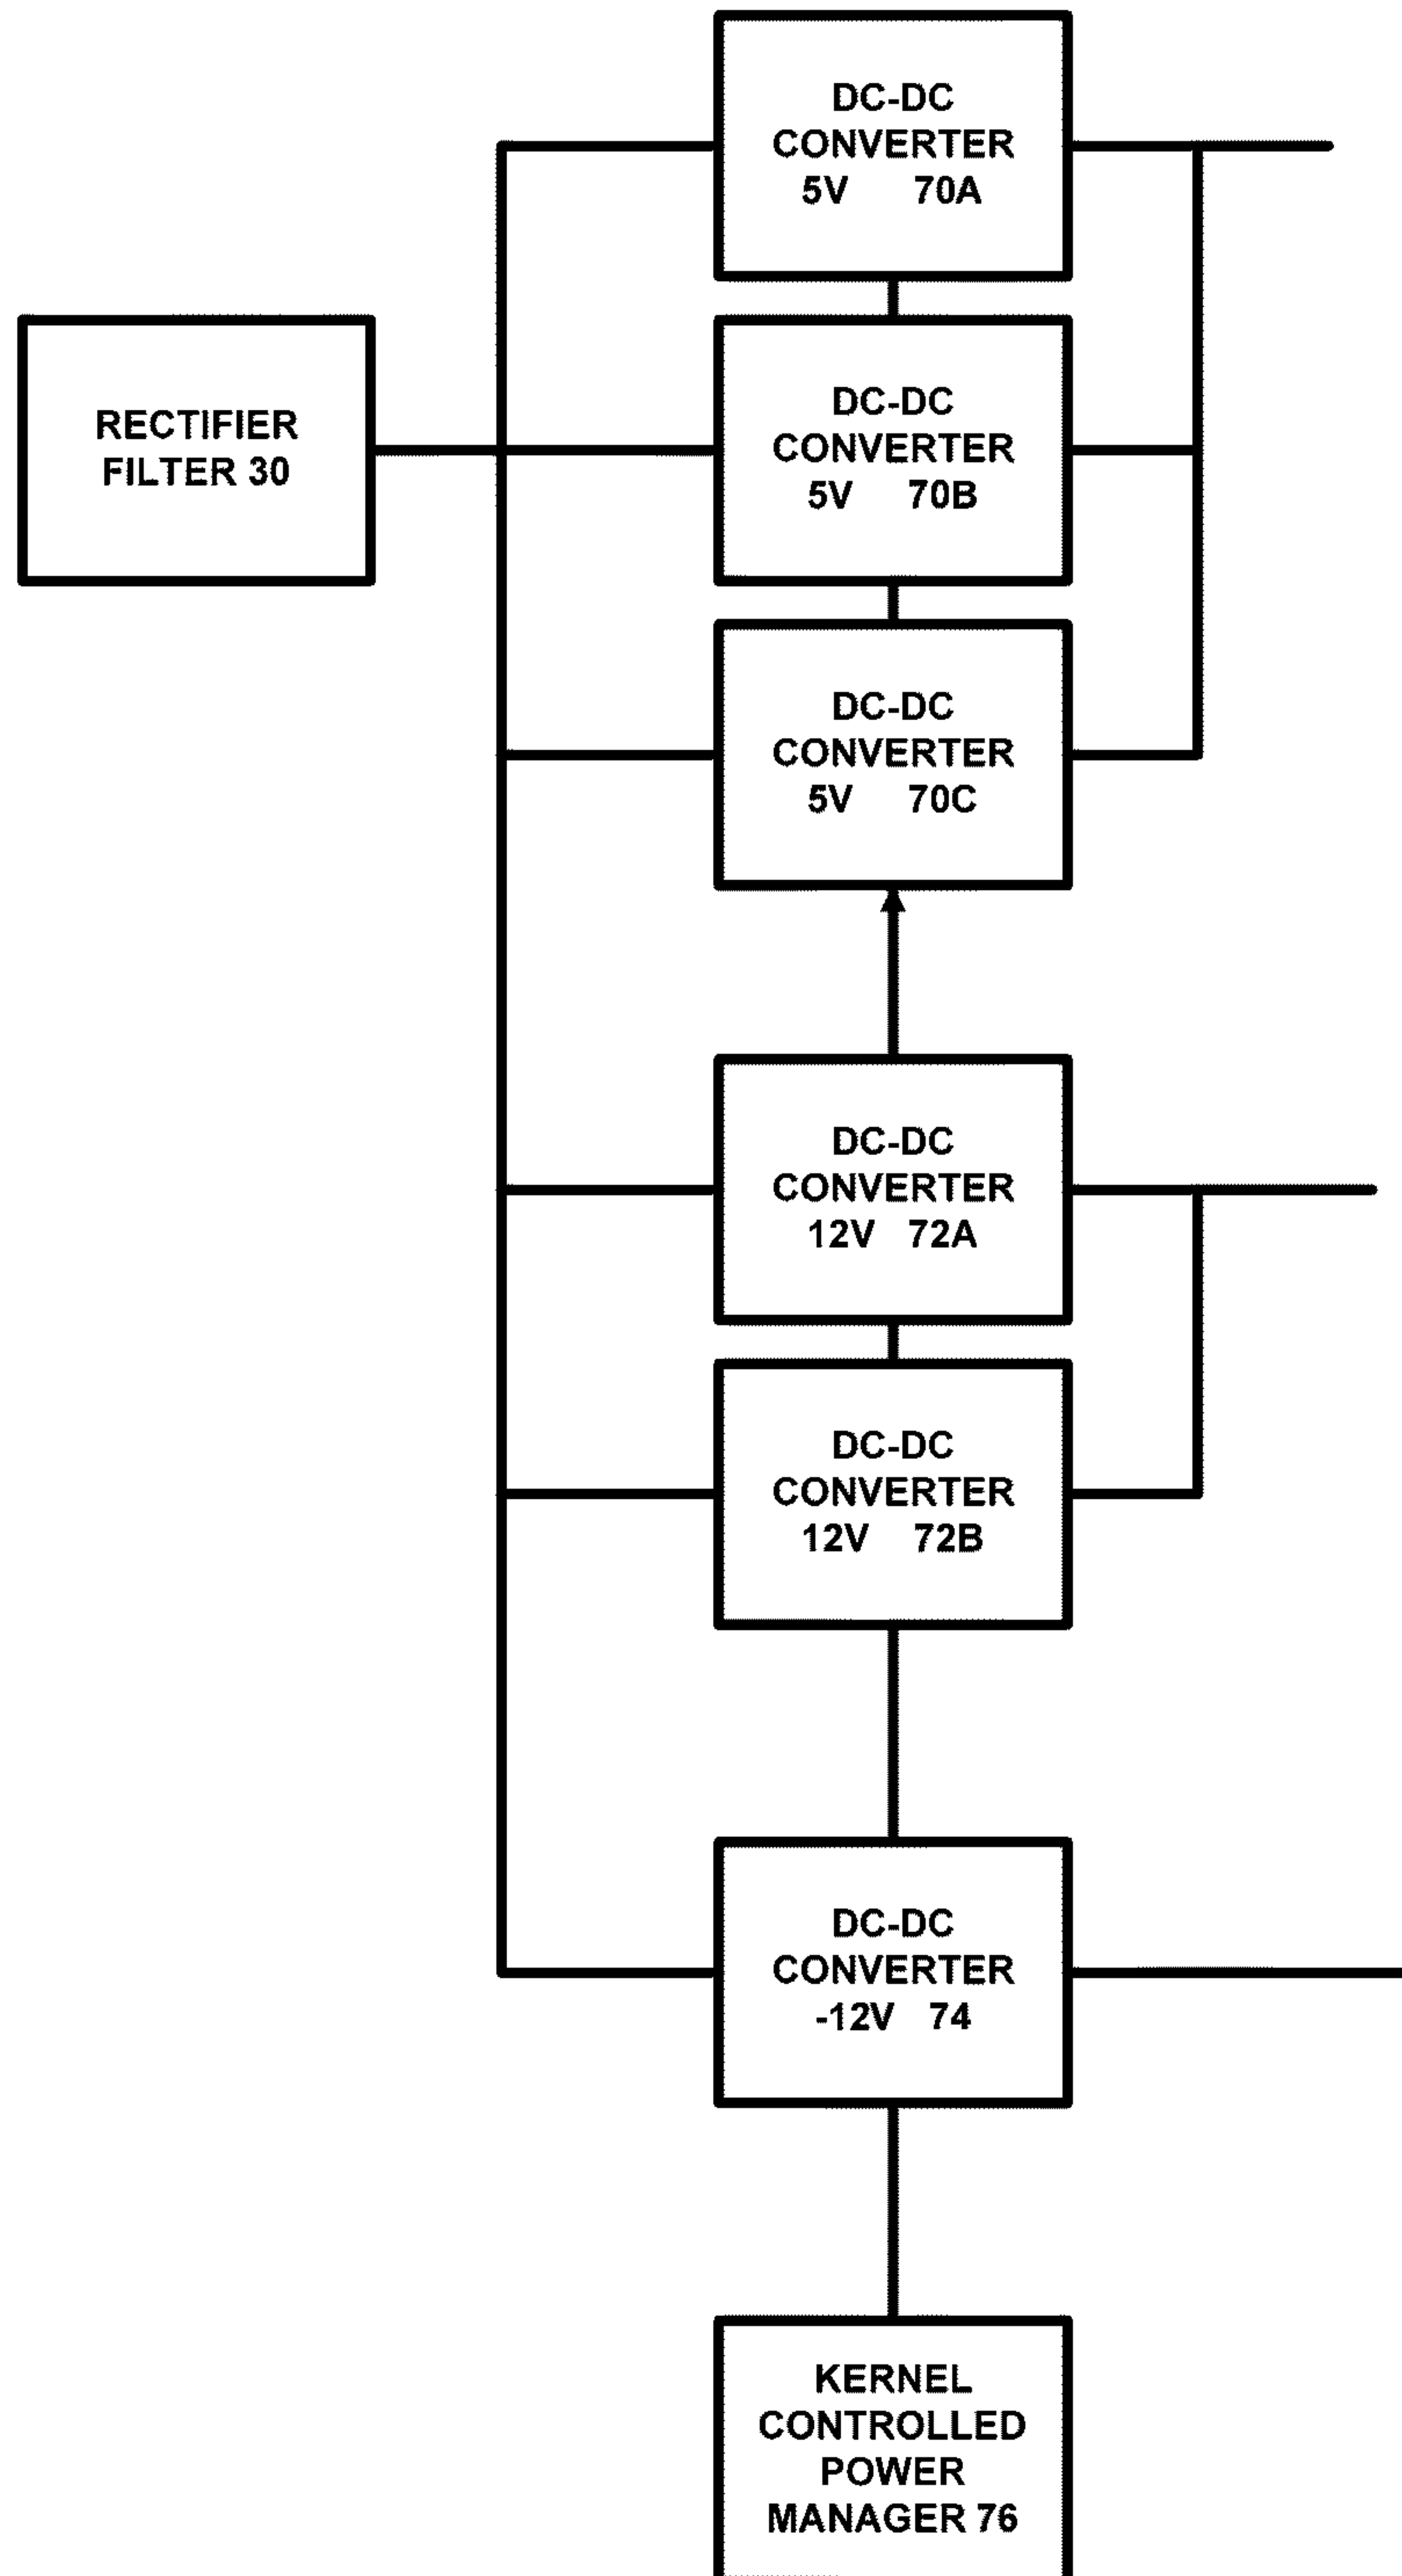 DC-DC
CONVERTER
5V 70A
RECTIFIER
FILTER 30
DC-DC
CONVERTER
5V 70B
DC-DC
CONVERTER
5V 70C
DC-DC
CONVERTER
12V 72A
DC-DC
CONVERTER
12V 72B
DC-DC
CONVERTER
-12V 74
KERNEL
CONTROLLED
POWER
MANAGER 76